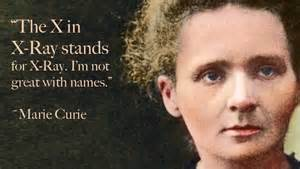 “The X in
X-Ray stands
for X-Ray. I’m not
great with names.”
~Marie Curie